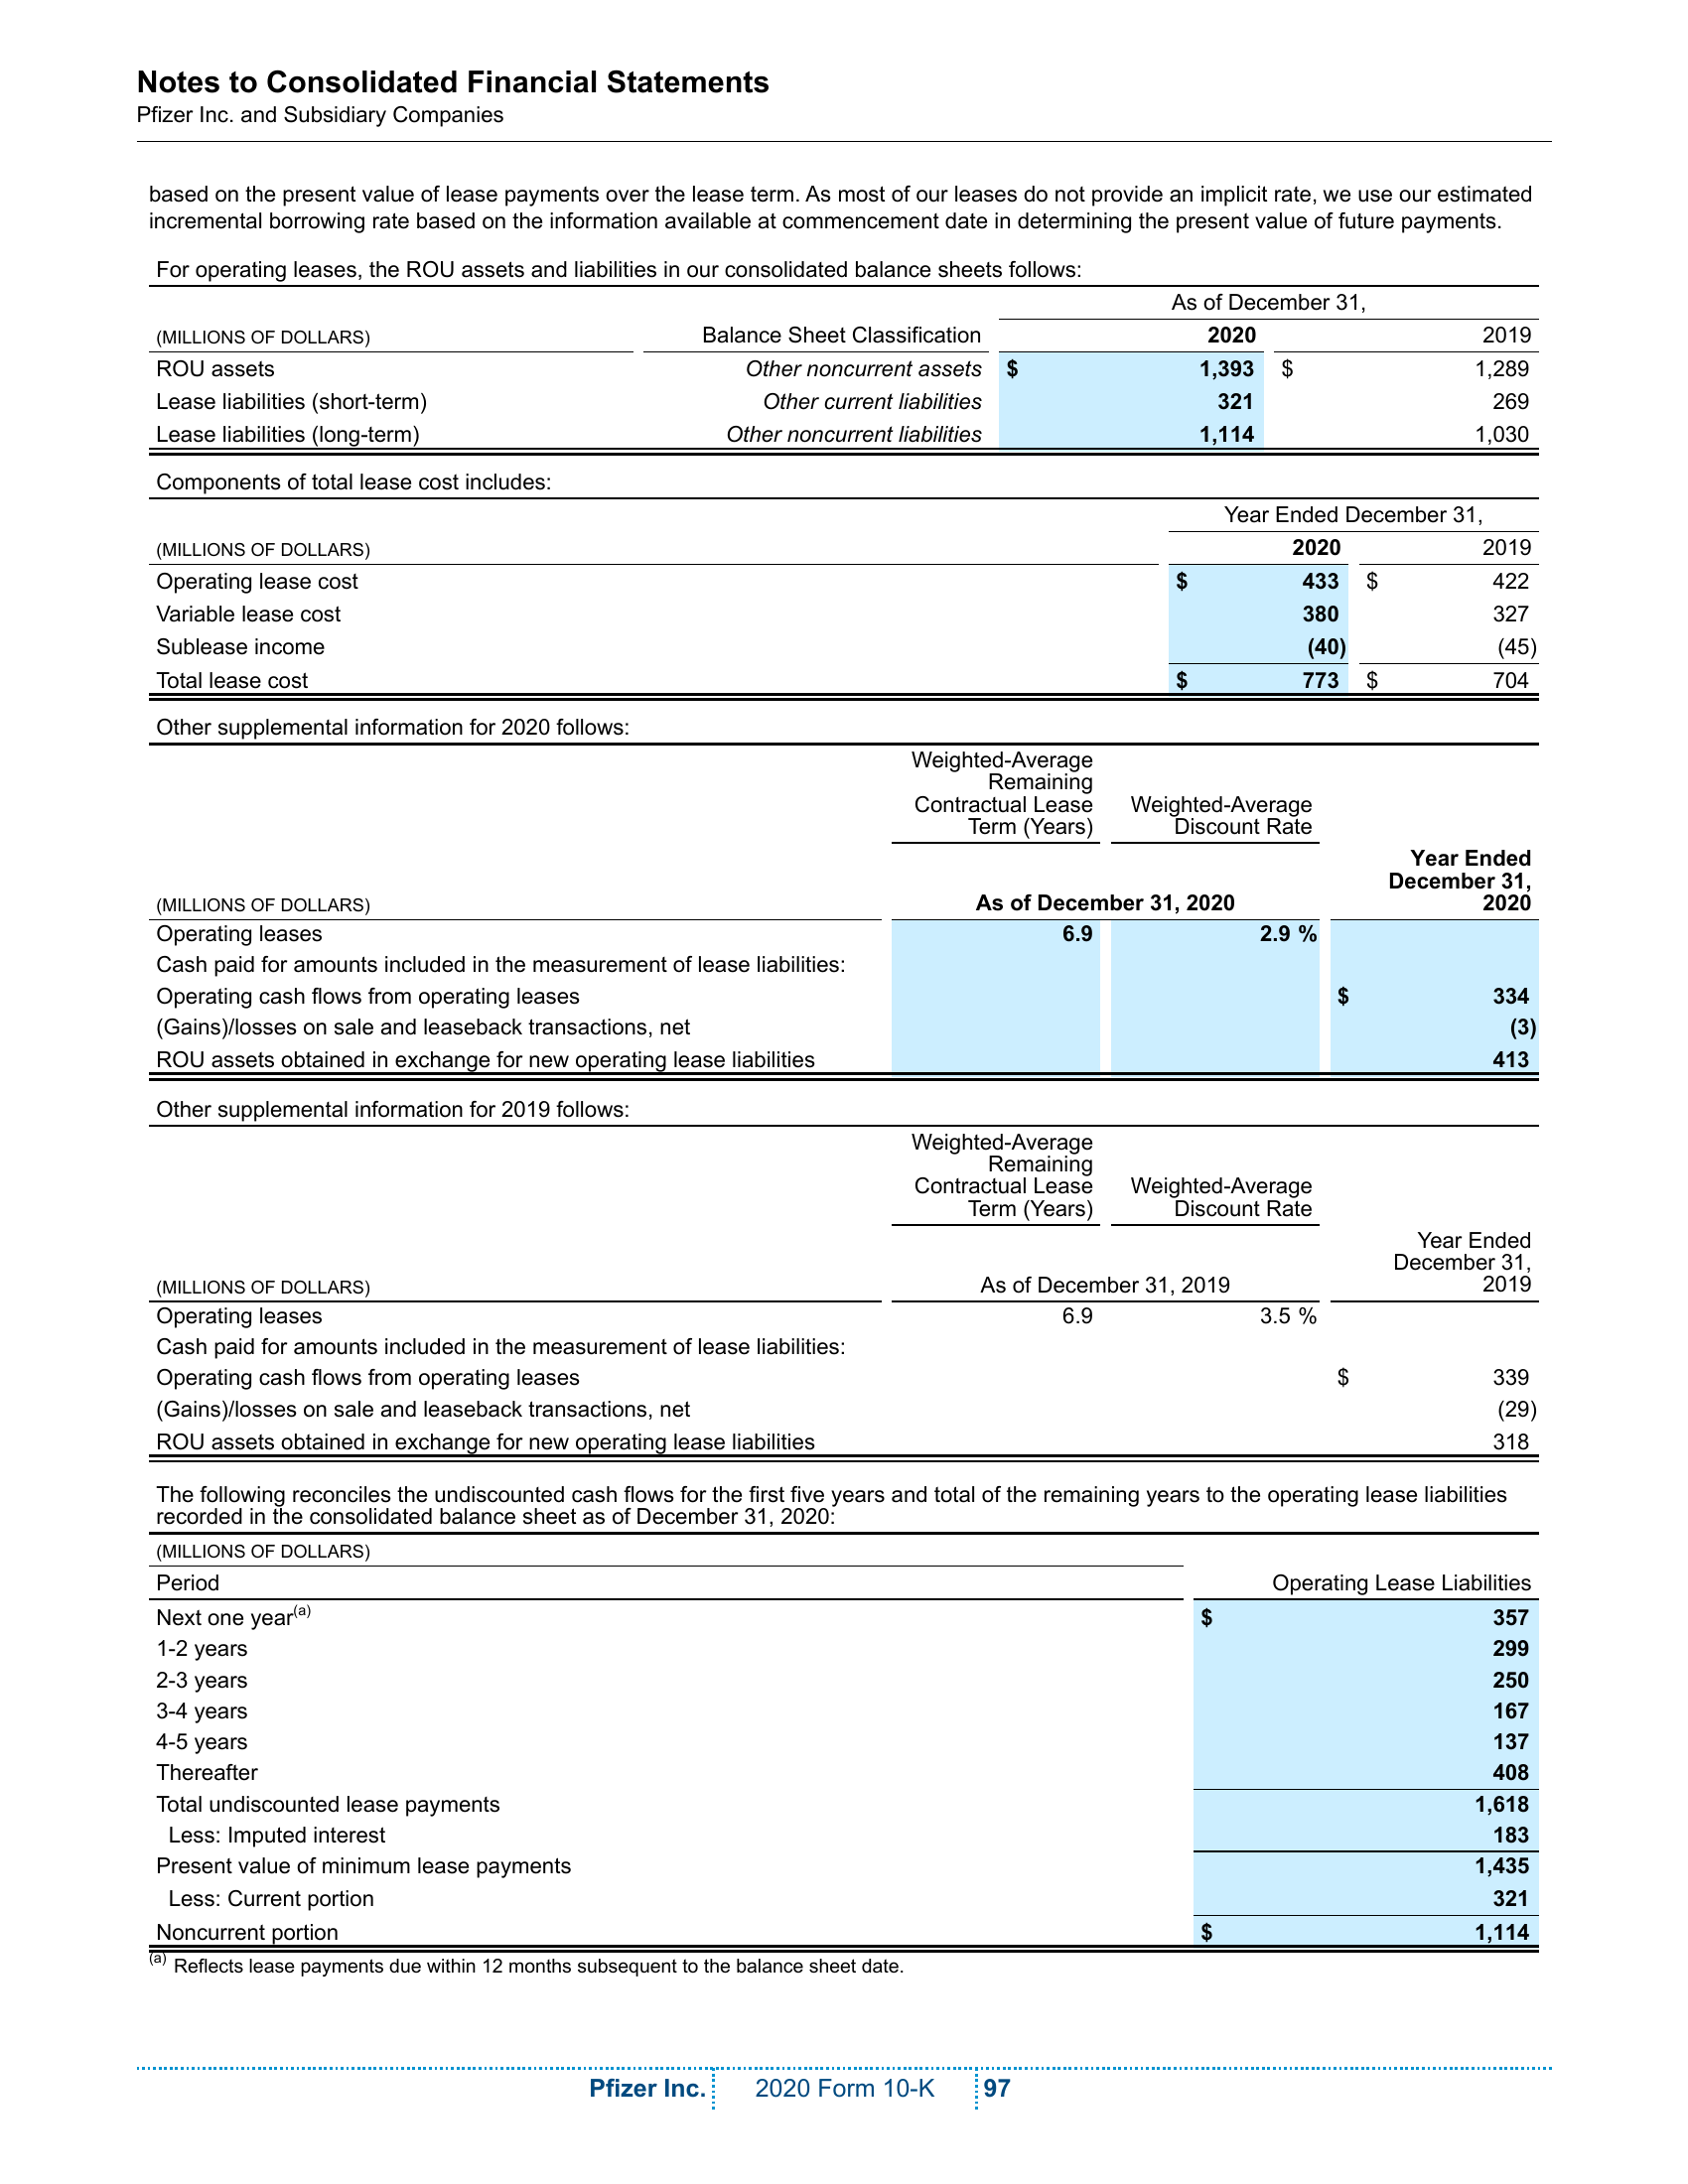 Notes to Consolidated Financial Statements
Pfizer Inc. and Subsidiary Companies
based on the present value of lease payments over the lease term. As most of our leases do not provide an implicit rate, we use our estimated
incremental borrowing rate based on the information available at commencement date in determining the present value of future payments.
For operating leases, the ROU assets and liabilities in our consolidated balance sheets follows:
As of December 31,
(MILLIONS OF DOLLARS) Balance Sheet Classification 2020 2019
ROU assets Other noncurrent assets $ 1,393 $ 1,289
Lease liabilities (short-term) Other current liabilities 321 269
Lease liabilities (long-term) Other noncurrent liabilities 1,114 1,030
Components of total lease cost includes:
Year Ended December 31,
(MILLIONS OF DOLLARS) 2020 2019
Operating lease cost $ 433 $ 422
Variable lease cost 380 327
Sublease income (40) (45)
Total lease cost $ 773 $ 704
Other supplemental information for 2020 follows:
Weighted-Average
Remaining
Contractual Lease Weighted-Average
Term (Years) Discount Rate
Year Ended
December 31,
(MILLIONS OF DOLLARS) As of December 31, 2020 2020
Operating leases 6.9 2.9 %
Cash paid for amounts included in the measurement of lease liabilities:
Operating cash flows from operating leases $ 334
(Gains)/losses on sale and leaseback transactions, net (3)
ROU assets obtained in exchange for new operating lease liabilities 413
Other supplemental information for 2019 follows:
Weighted-Average
Remaining
Contractual Lease Weighted-Average
Term (Years) Discount Rate
Year Ended
December 31,
(MILLIONS OF DOLLARS) As of December 31, 2019 2019
Operating leases 6.9 3.5 %
Cash paid for amounts included in the measurement of lease liabilities:
Operating cash flows from operating leases $ 339
(Gains)/losses on sale and leaseback transactions, net (29)
ROU assets obtained in exchange for new operating lease liabilities 318
The following reconciles the undiscounted cash flows for the first five years and total of the remaining years to the operating lease liabilities
recorded in the consolidated balance sheet as of December 31, 2020:
(MILLIONS OF DOLLARS)
Period Operating Lease Liabilities
Next one year(a) $ 357
1-2 years 299
2-3 years 250
3-4 years 167
4-5 years 137
Thereafter 408
Total undiscounted lease payments 1,618
Less: Imputed interest 183
Present value of minimum lease payments 1,435
Less: Current portion 321
Noncurrent portion $ 1,114
(a) Reflects lease payments due within 12 months subsequent to the balance sheet date.
Pfizer Inc. 2020 Form 10-K 97